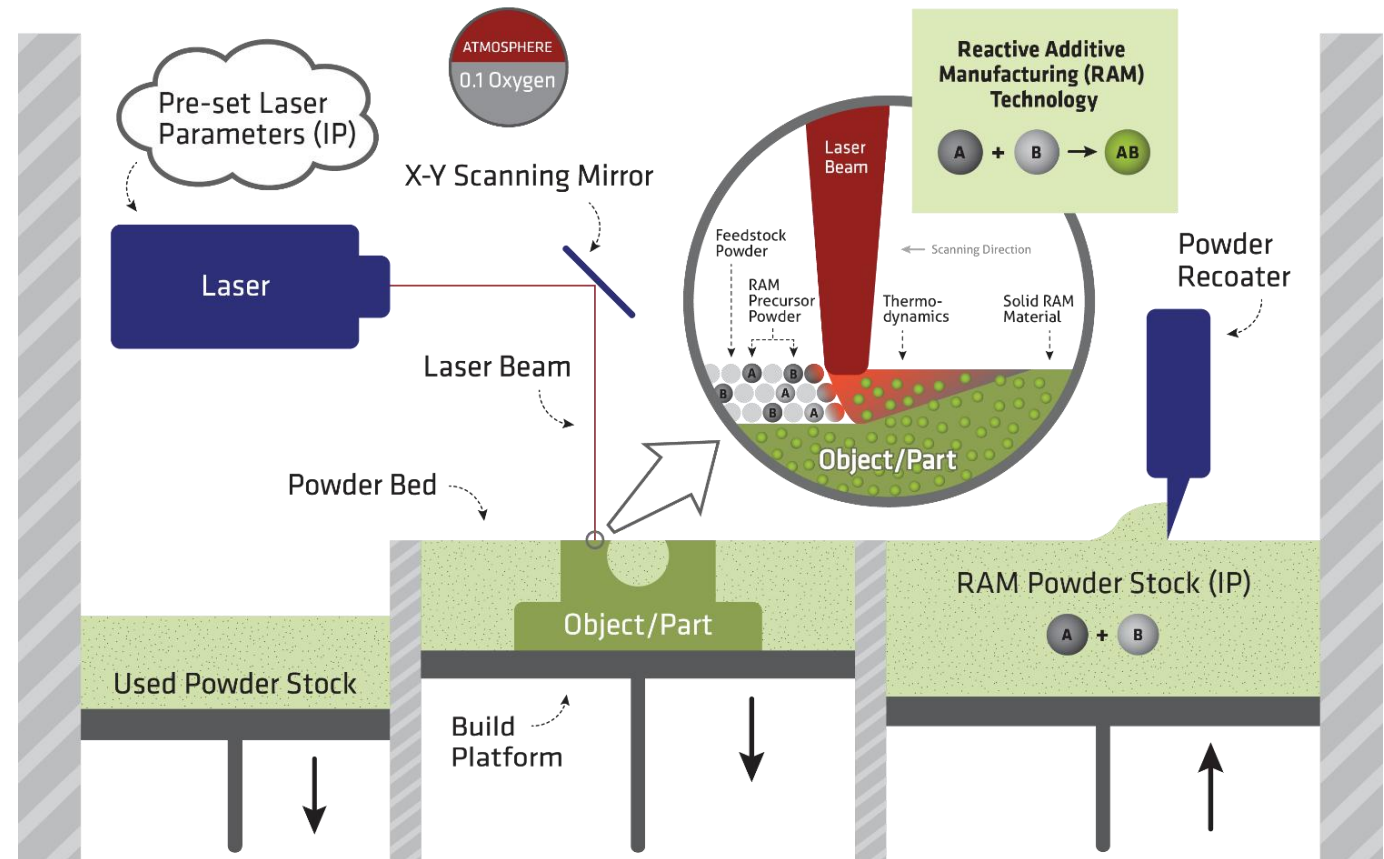 Pre-set Laser
Parameters (IP)
ATMOSPHERE
0.1 Oxygen
Reactive Additive
Manufacturing (RAM)
Technology
A + B → AB
X-Y Scanning Mirror
Laser
Laser Beam
Powder Bed
Laser
Beam
Scanning Direction
Feedstock
Powder
RAM
Precursor
Powder
Thermo-
dynamics
Solid RAM
Material
A B
B A
B A
Object/Part
Powder
Recoater
Used Powder Stock
Object/Part
Build
Platform
RAM Powder Stock (IP)
A + B